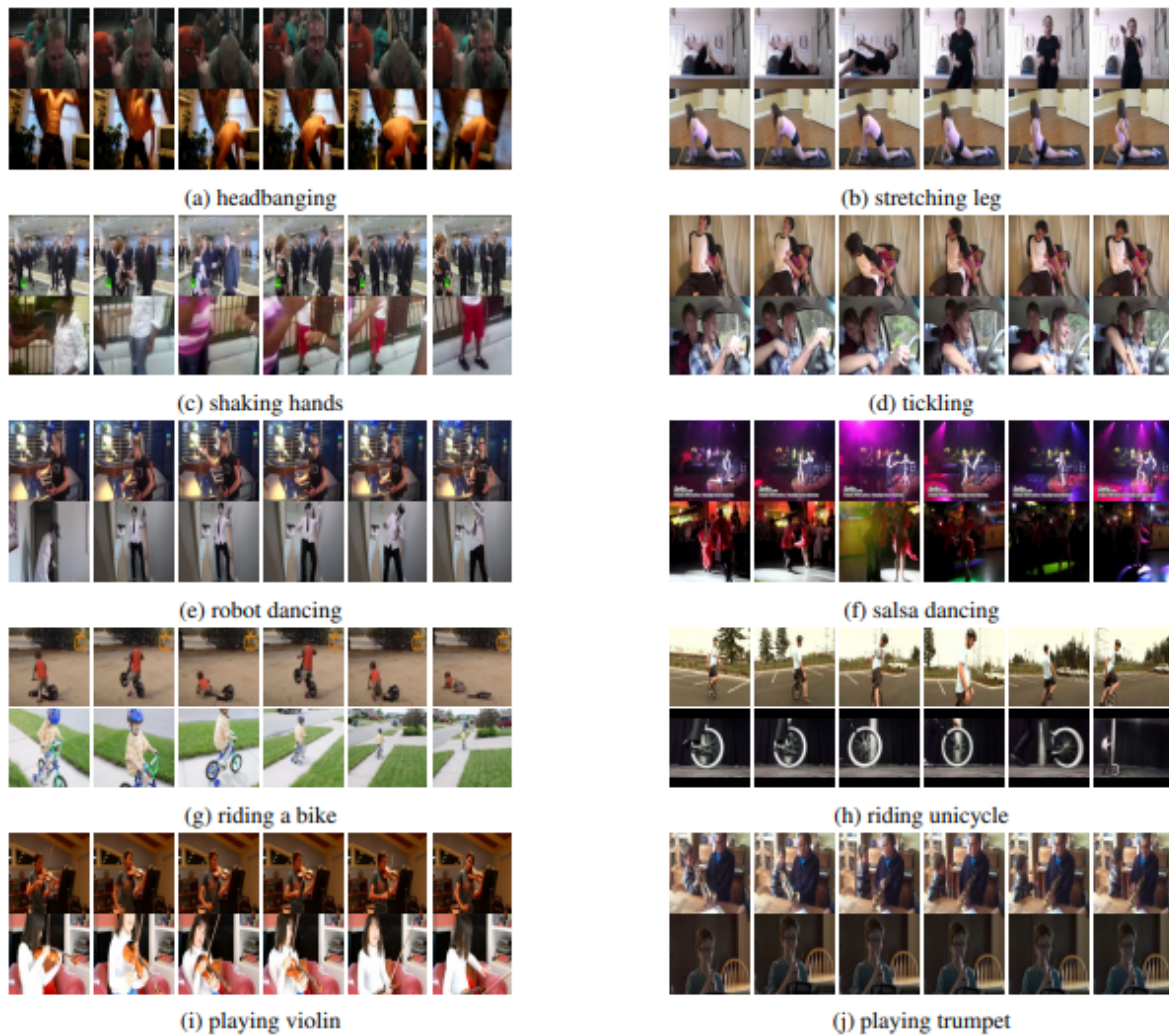 (a) headbanging
(b) stretching leg
(c) shaking hands
(d) tickling
(e) robot dancing
(f) salsa dancing
(g) riding a bike
(h) riding unicycle
(i) playing violin
(j) playing trumpet